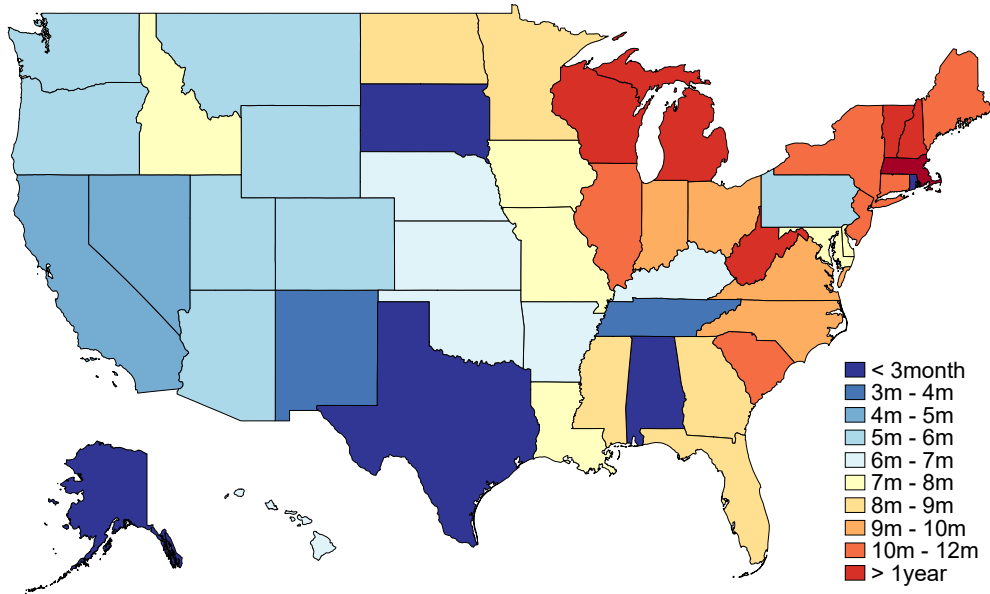 < 3month
3m - 4m
4m - 5m
5m - 6m
6m - 7m
7m - 8m
8m - 9m
9m - 10m
10m - 12m
> 1year